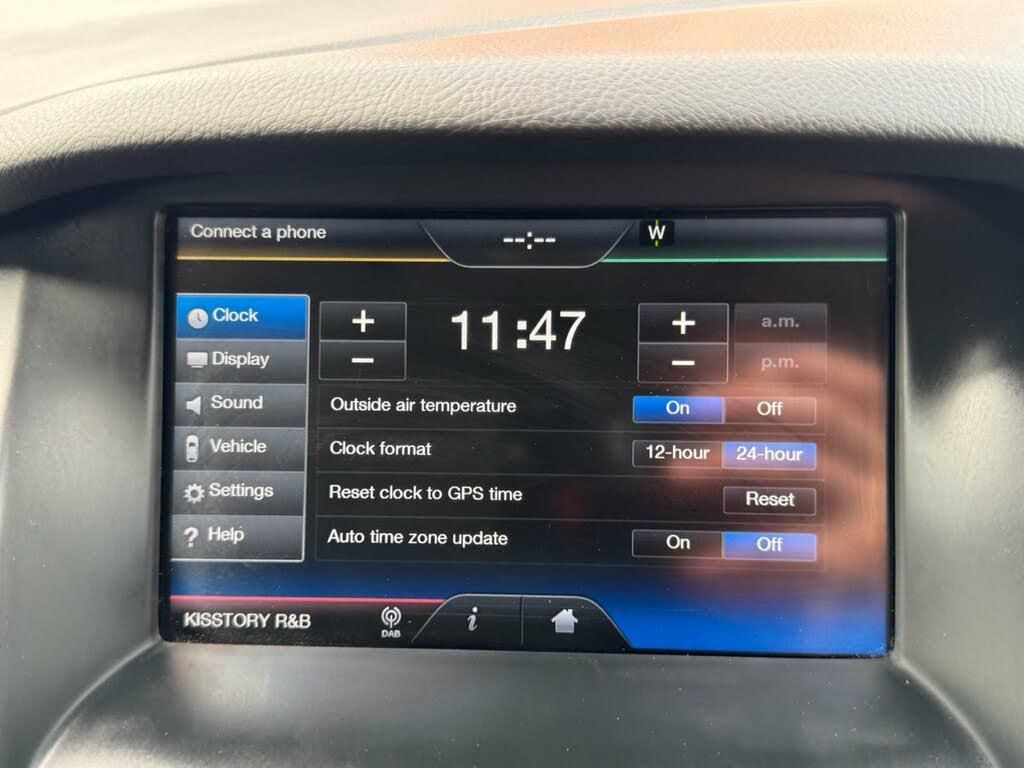 Connect a phone
--:--
W
Clock
+
11:47
+
a.m.
Display
−
−
p.m.
Sound
Outside air temperature
On
Off
Vehicle
Clock format
12-hour
24-hour
Settings
Reset clock to GPS time
Reset
? Help
Auto time zone update
On
Off
KISSTORY R&B
DAB
i